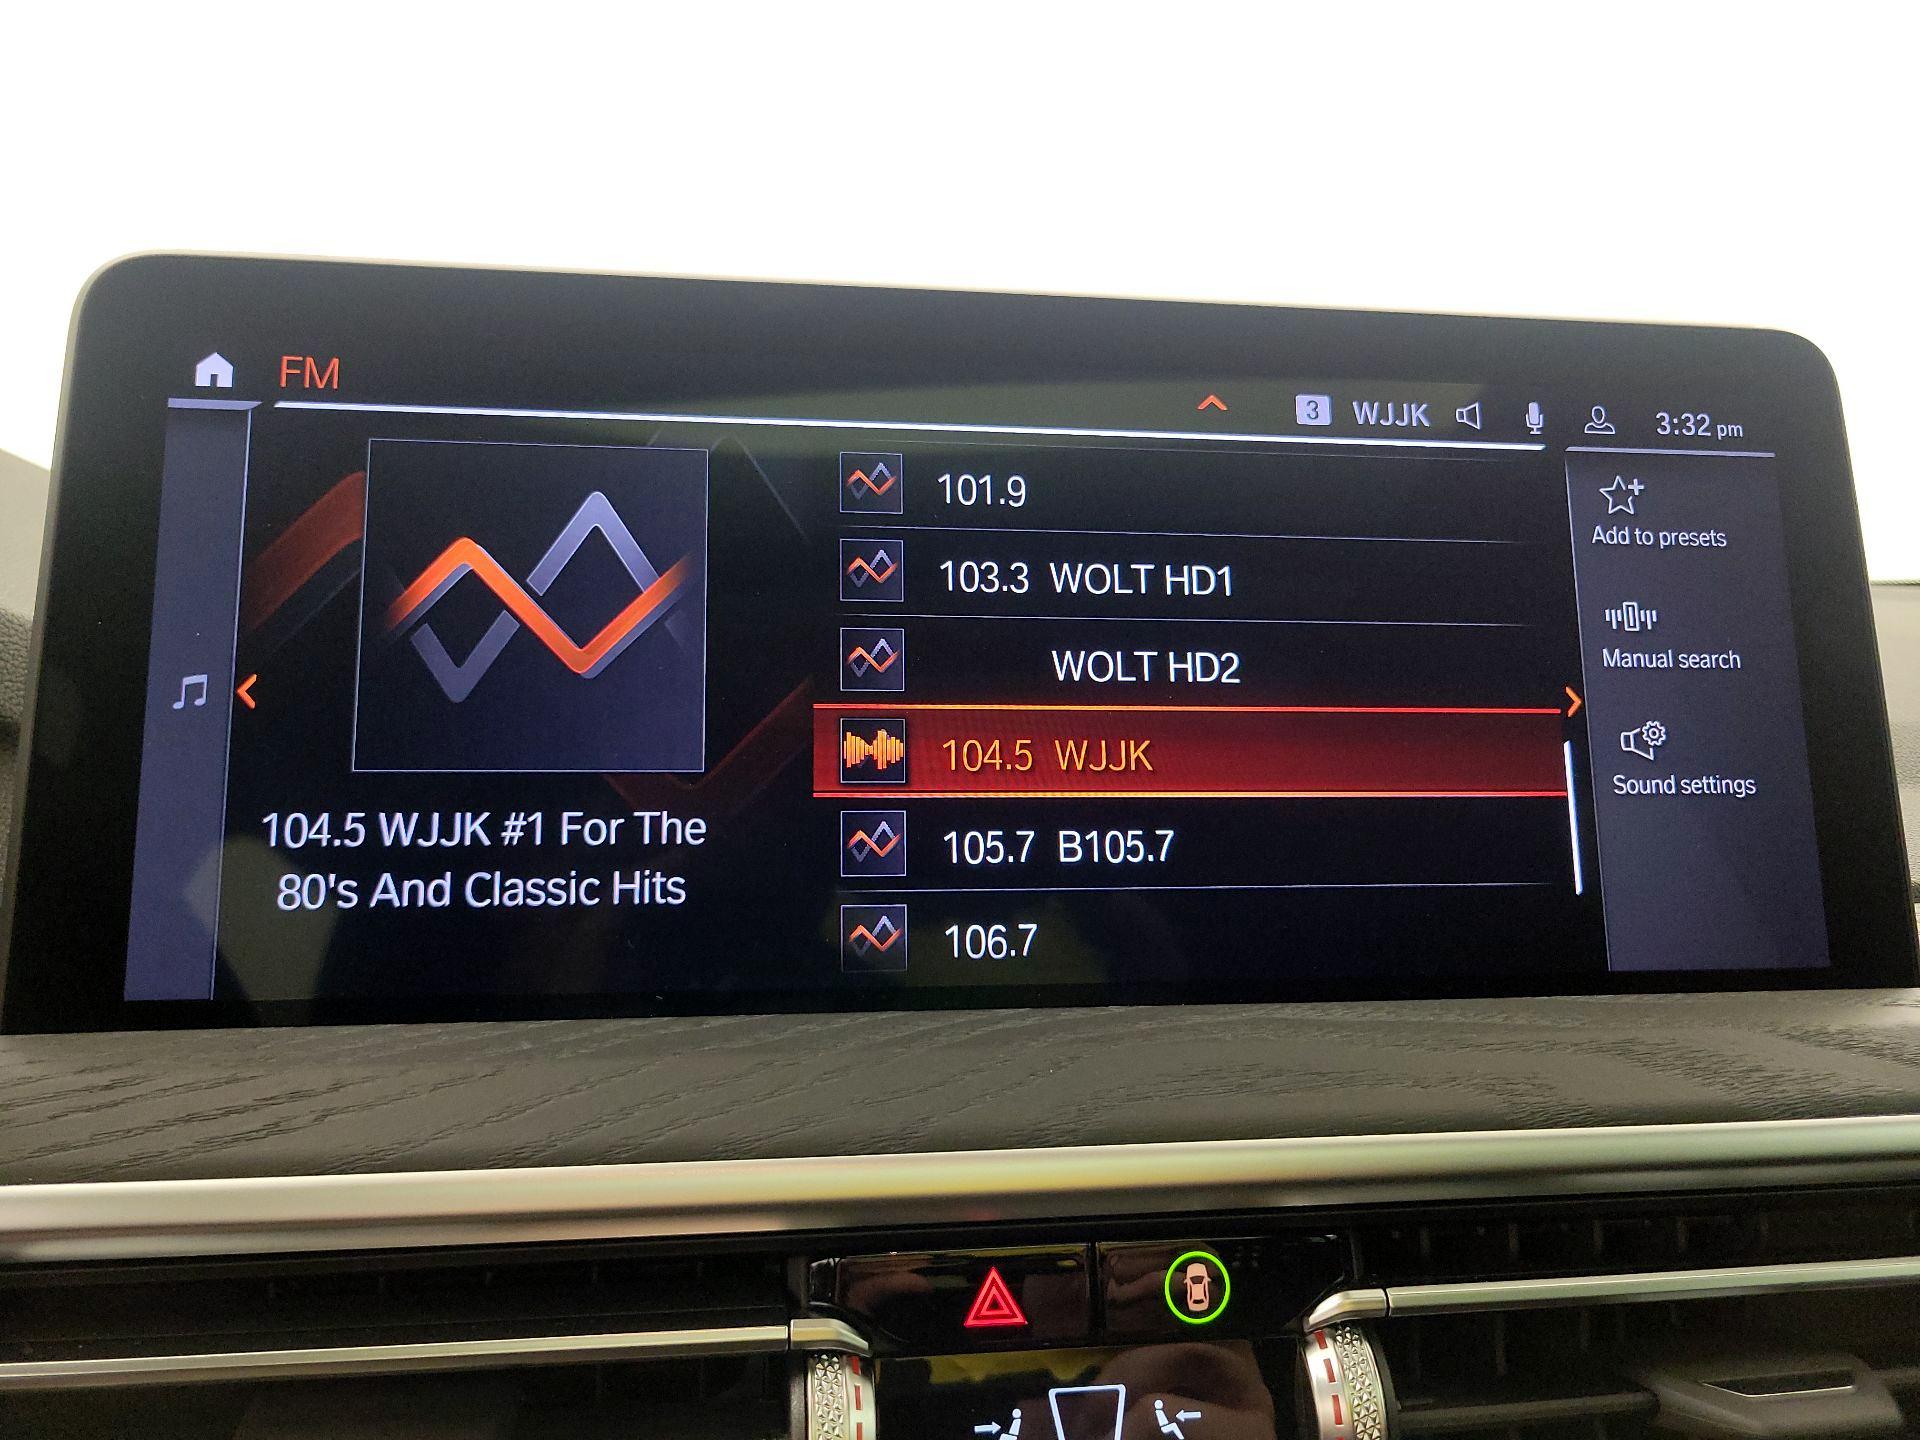 FM
3 WJJK 3:32 pm
104.5 WJJK #1 For The
80's And Classic Hits
101.9
103.3 WOLT HD1
WOLT HD2
104.5 WJJK
105.7 B105.7
106.7
Add to presets
Manual search
Sound settings